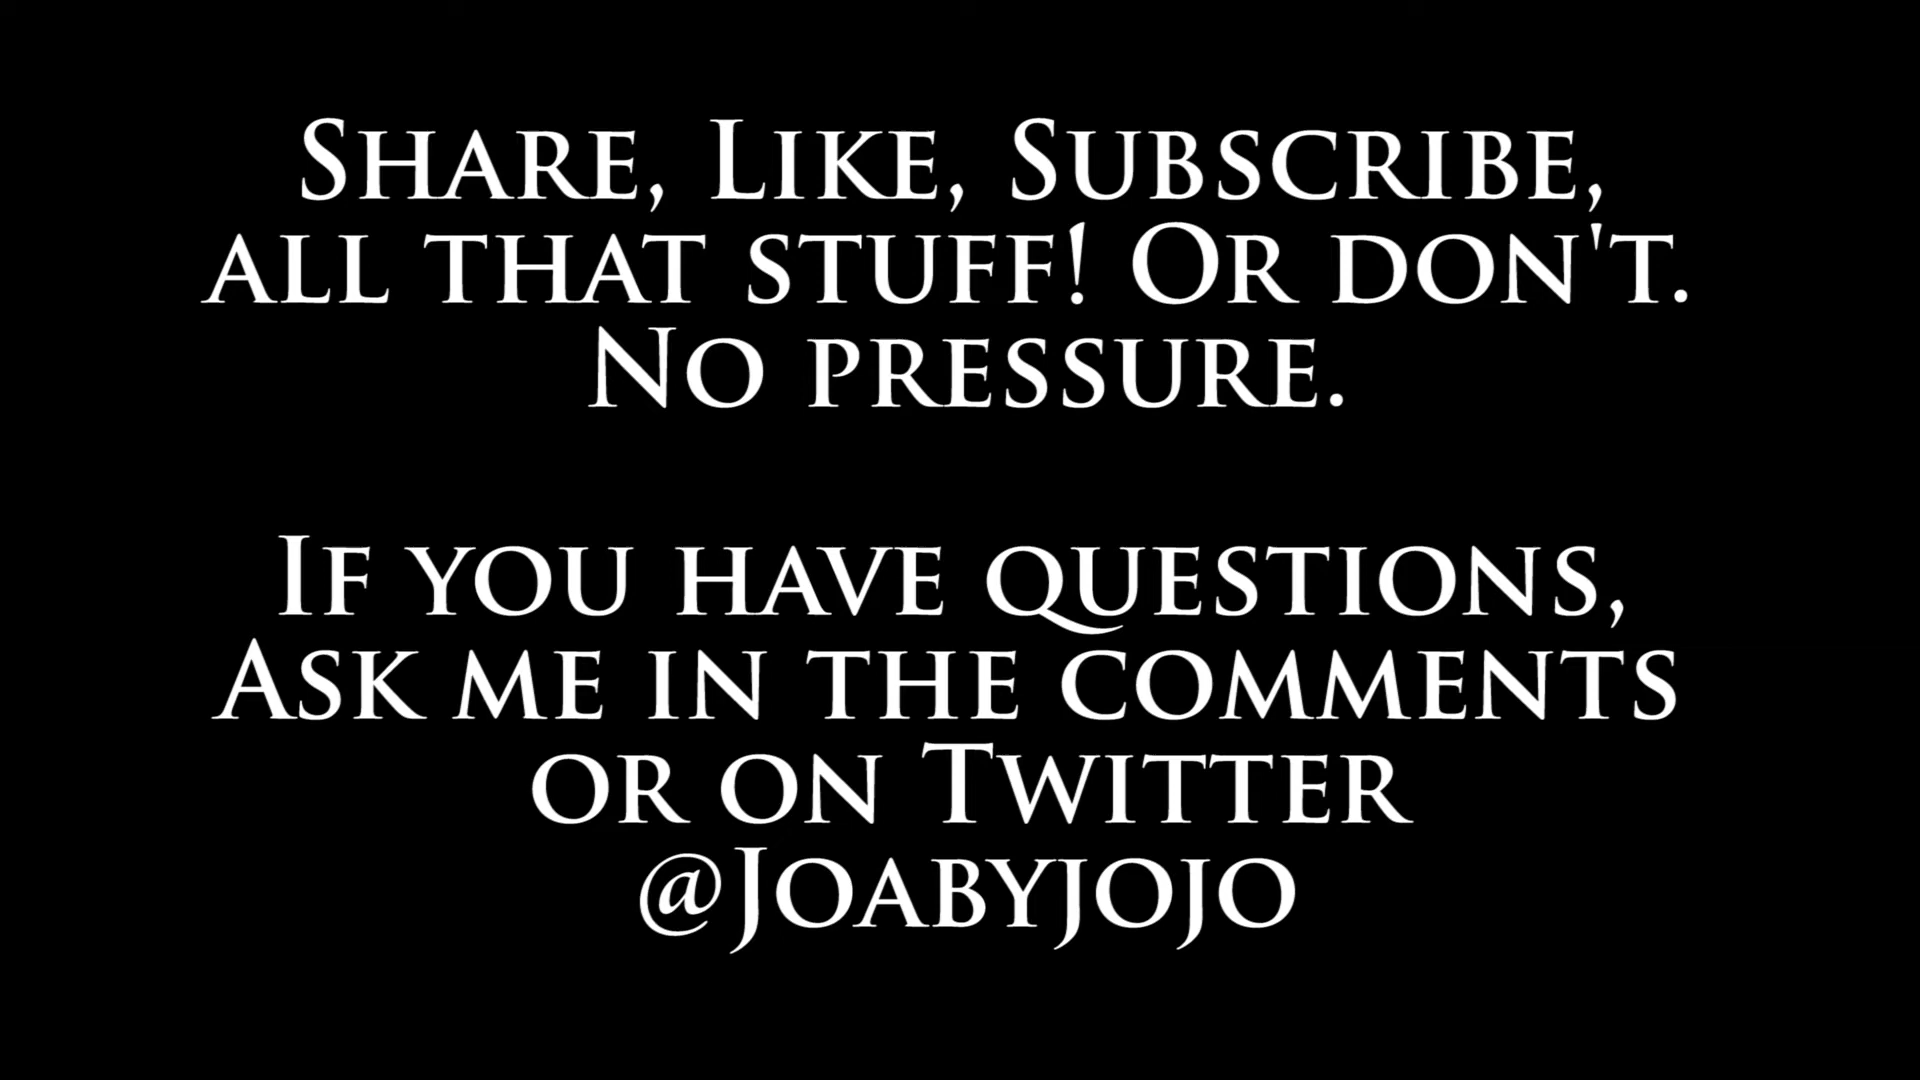 Share, Like, Subscribe,
all that stuff! Or don't.
No pressure.
If you have questions,
Ask me in the comments
or on Twitter
@Joabyjojo